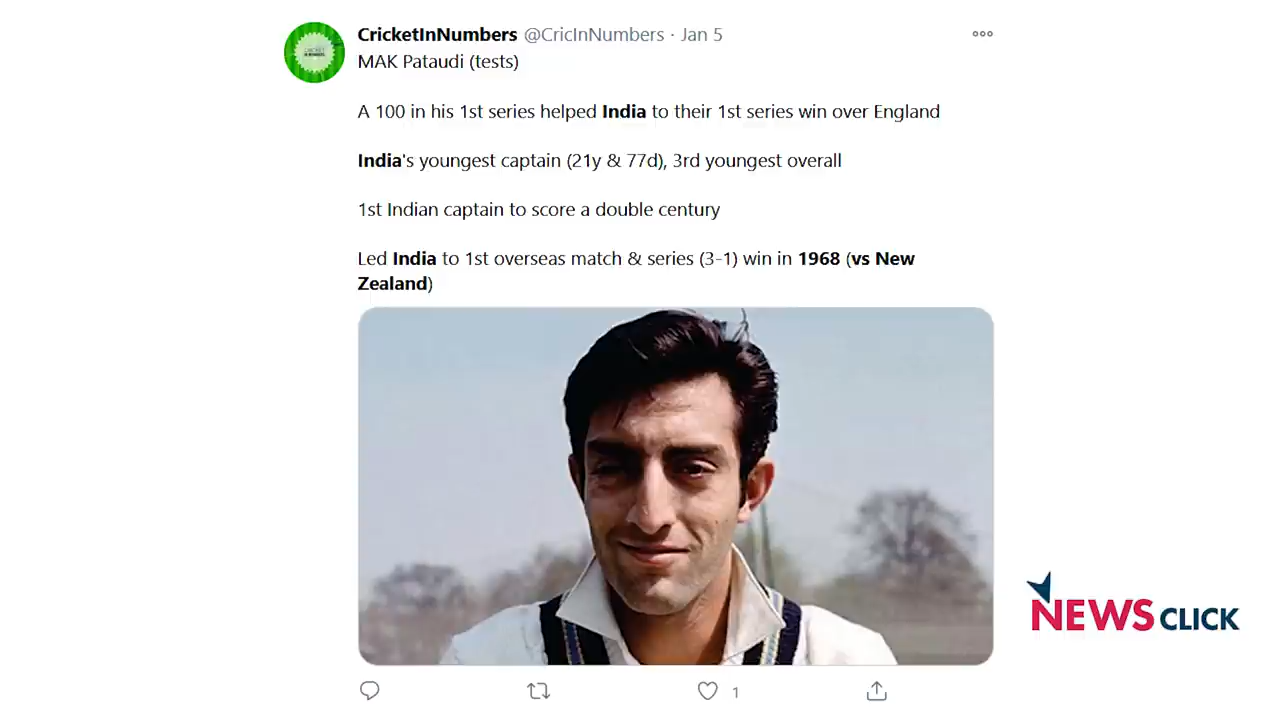 CricketInNumbers @CricInNumbers · Jan 5
MAK Pataudi (tests)
A 100 in his 1st series helped India to their 1st series win over England
India's youngest captain (21y & 77d), 3rd youngest overall
1st Indian captain to score a double century
Led India to 1st overseas match & series (3-1) win in 1968 (vs New
Zealand)
NEWS CLICK
1